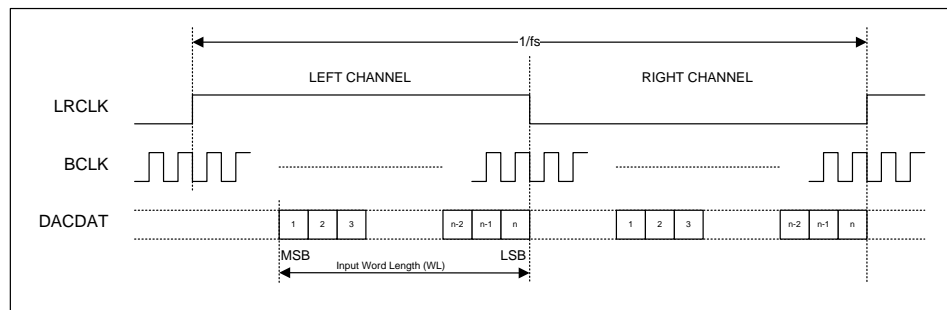 1/fs
LEFT CHANNEL RIGHT CHANNEL
LRCLK
BCLK
DACDAT
1 2 3 n-2 n-1 n 1 2 3 n-2 n-1 n
MSB LSB
Input Word Length (WL)